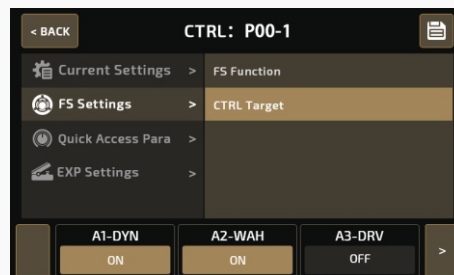 < BACK
CTRL: P00-1
Current Settings >
FS Function
FS Settings >
CTRL Target
Quick Access Para >
EXP Settings >
A1-DYN
ON
A2-WAH
ON
A3-DRV
OFF
>